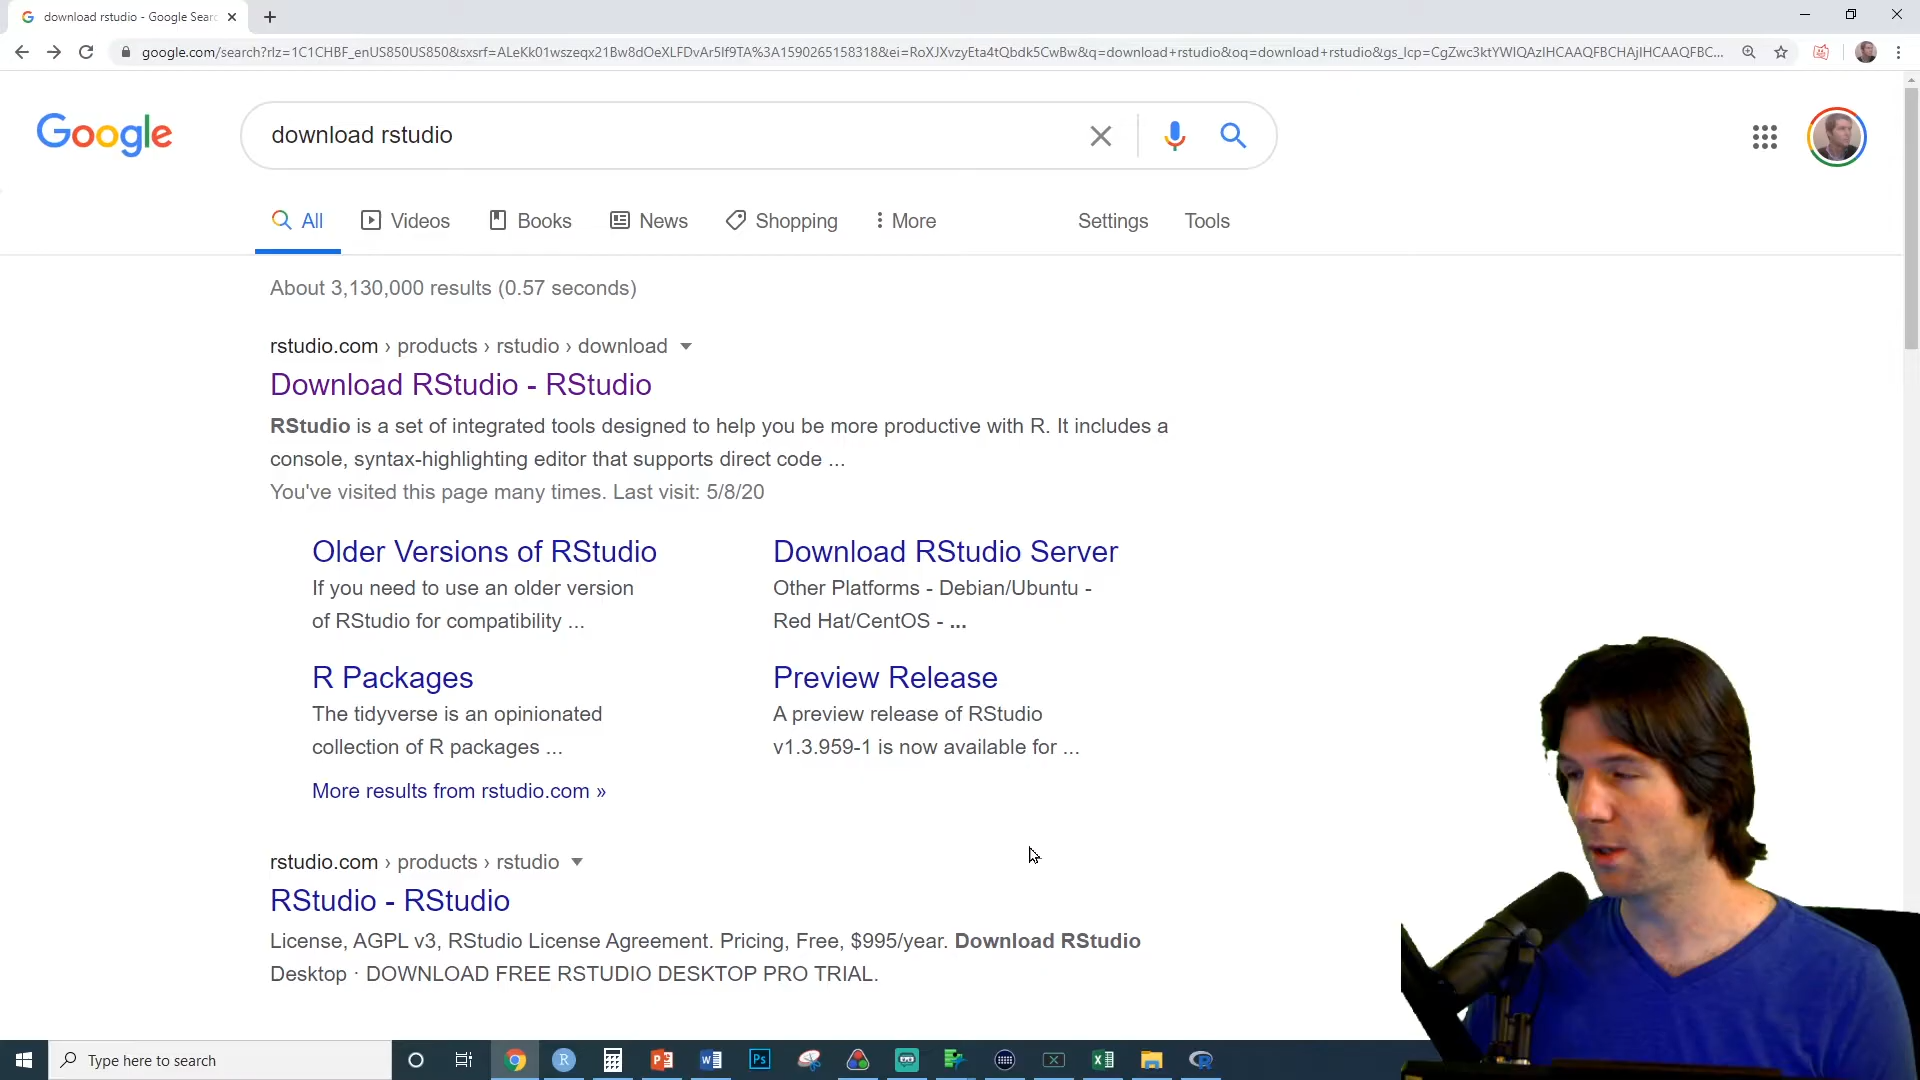 download rstudio - Google Searc
google.com/search?rlz=1C1CHBF_enUS850US850&sxsrf=ALeKk01wszeqx21Bw8dOeXLFDvAr5lf9TA%3A1590265158318&ei=RoXJXvzyEta4tQbdk5CwBw&q=download+rstudio&oq=download+rstudio&gs_lcp=CgZwc3ktYWIQAzIHCAAQFBCHAjIHCAAQFBC...
Google
download rstudio
All Videos Books News Shopping More Settings Tools
About 3,130,000 results (0.57 seconds)
rstudio.com › products › rstudio › download
Download RStudio - RStudio
RStudio is a set of integrated tools designed to help you be more productive with R. It includes a
console, syntax-highlighting editor that supports direct code ...
You've visited this page many times. Last visit: 5/8/20
Older Versions of RStudio
If you need to use an older version
of RStudio for compatibility ...
Download RStudio Server
Other Platforms - Debian/Ubuntu -
Red Hat/CentOS - ...
R Packages
The tidyverse is an opinionated
collection of R packages ...
Preview Release
A preview release of RStudio
v1.3.959-1 is now available for ...
More results from rstudio.com »
rstudio.com › products › rstudio
RStudio - RStudio
License, AGPL v3, RStudio License Agreement. Pricing, Free, $995/year. Download RStudio
Desktop · DOWNLOAD FREE RSTUDIO DESKTOP PRO TRIAL.
Type here to search